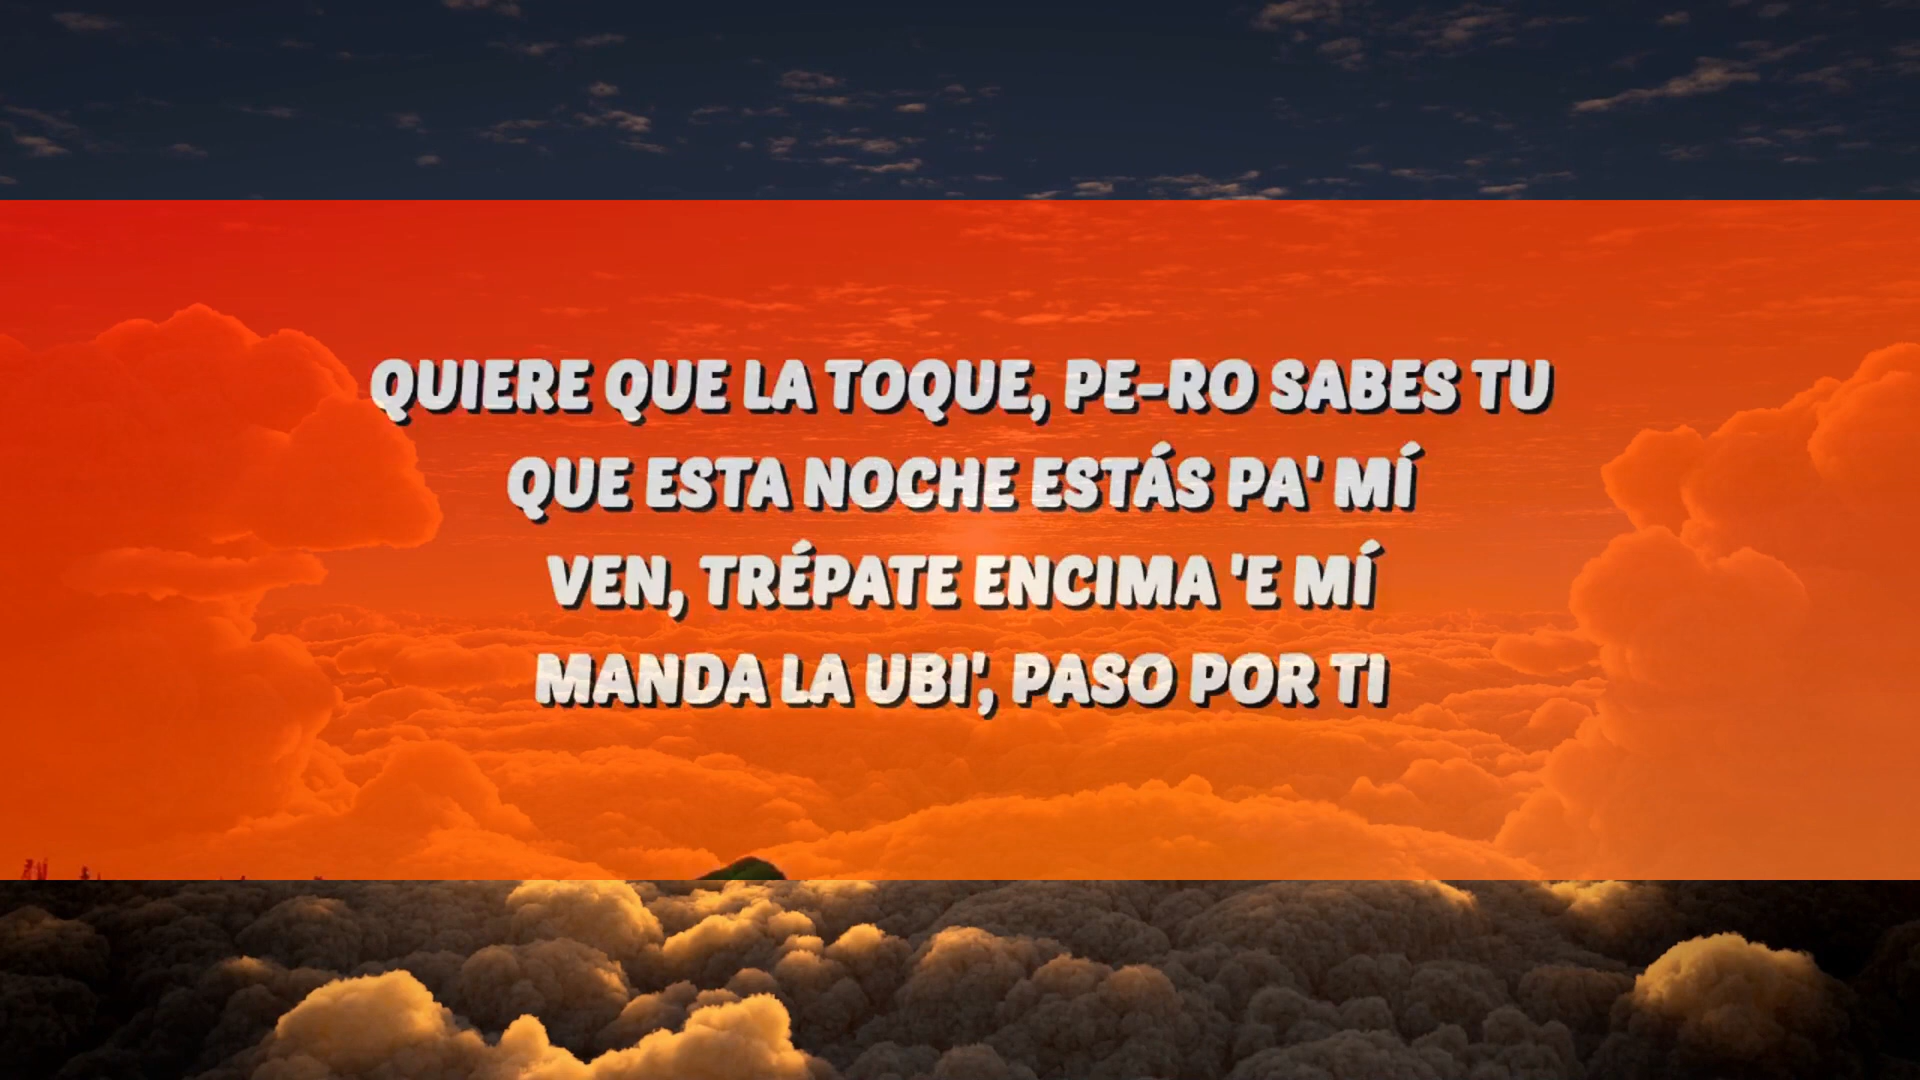 QUIERE QUE LA TOQUE, PE-RO SABES TU
QUE ESTA NOCHE ESTÁS PA' MÍ
VEN, TRÉPATE ENCIMA 'E MÍ
MANDA LA UBI', PASO POR TI